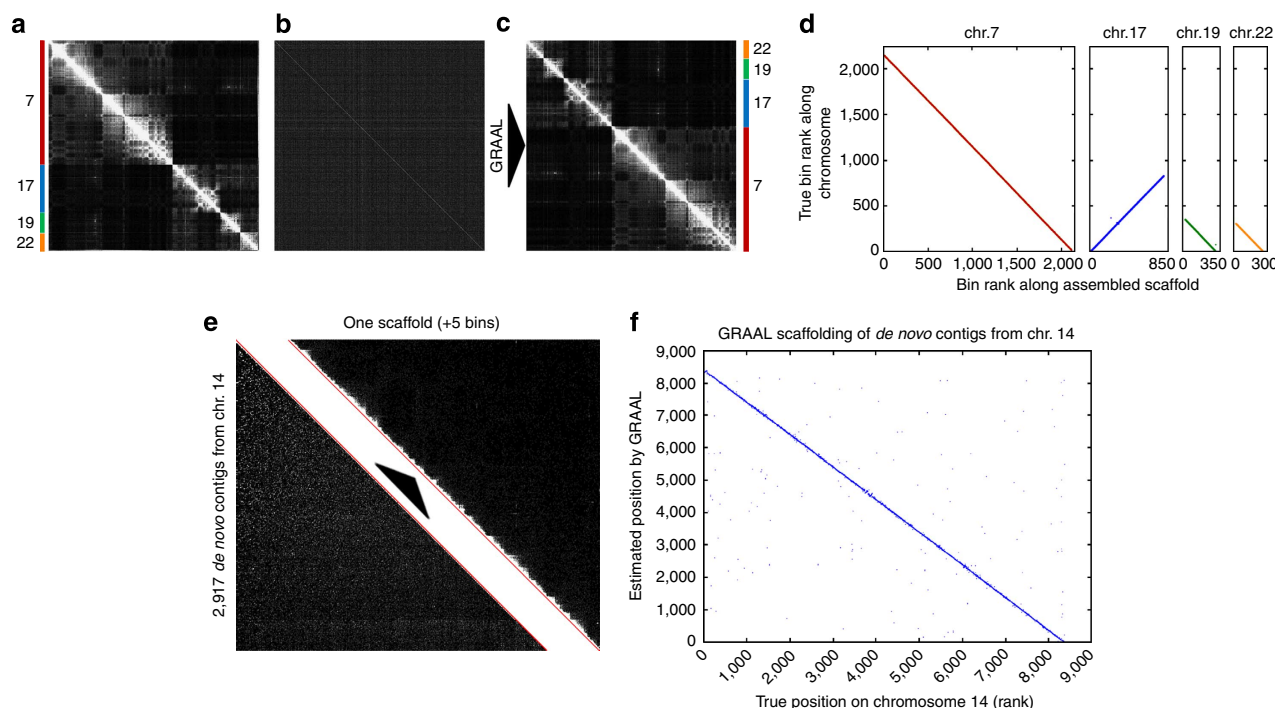 a
b
c
d
7
17
19
22
GRAAL
22
19
17
7
chr.7
chr.17
chr.19
chr.22
True bin rank along
chromosome
2,000
1,500
1,000
500
0
0
500
1,000
1,500
2,000
0
850
0
350
0
300
Bin rank along assembled scaffold
e
One scaffold (+5 bins)
2,917 de novo contigs from chr. 14
f
GRAAL scaffolding of de novo contigs from chr. 14
Estimated position by GRAAL
9,000
8,000
7,000
6,000
5,000
4,000
3,000
2,000
1,000
0
0
1,000
2,000
3,000
4,000
5,000
6,000
7,000
8,000
9,000
True position on chromosome 14 (rank)